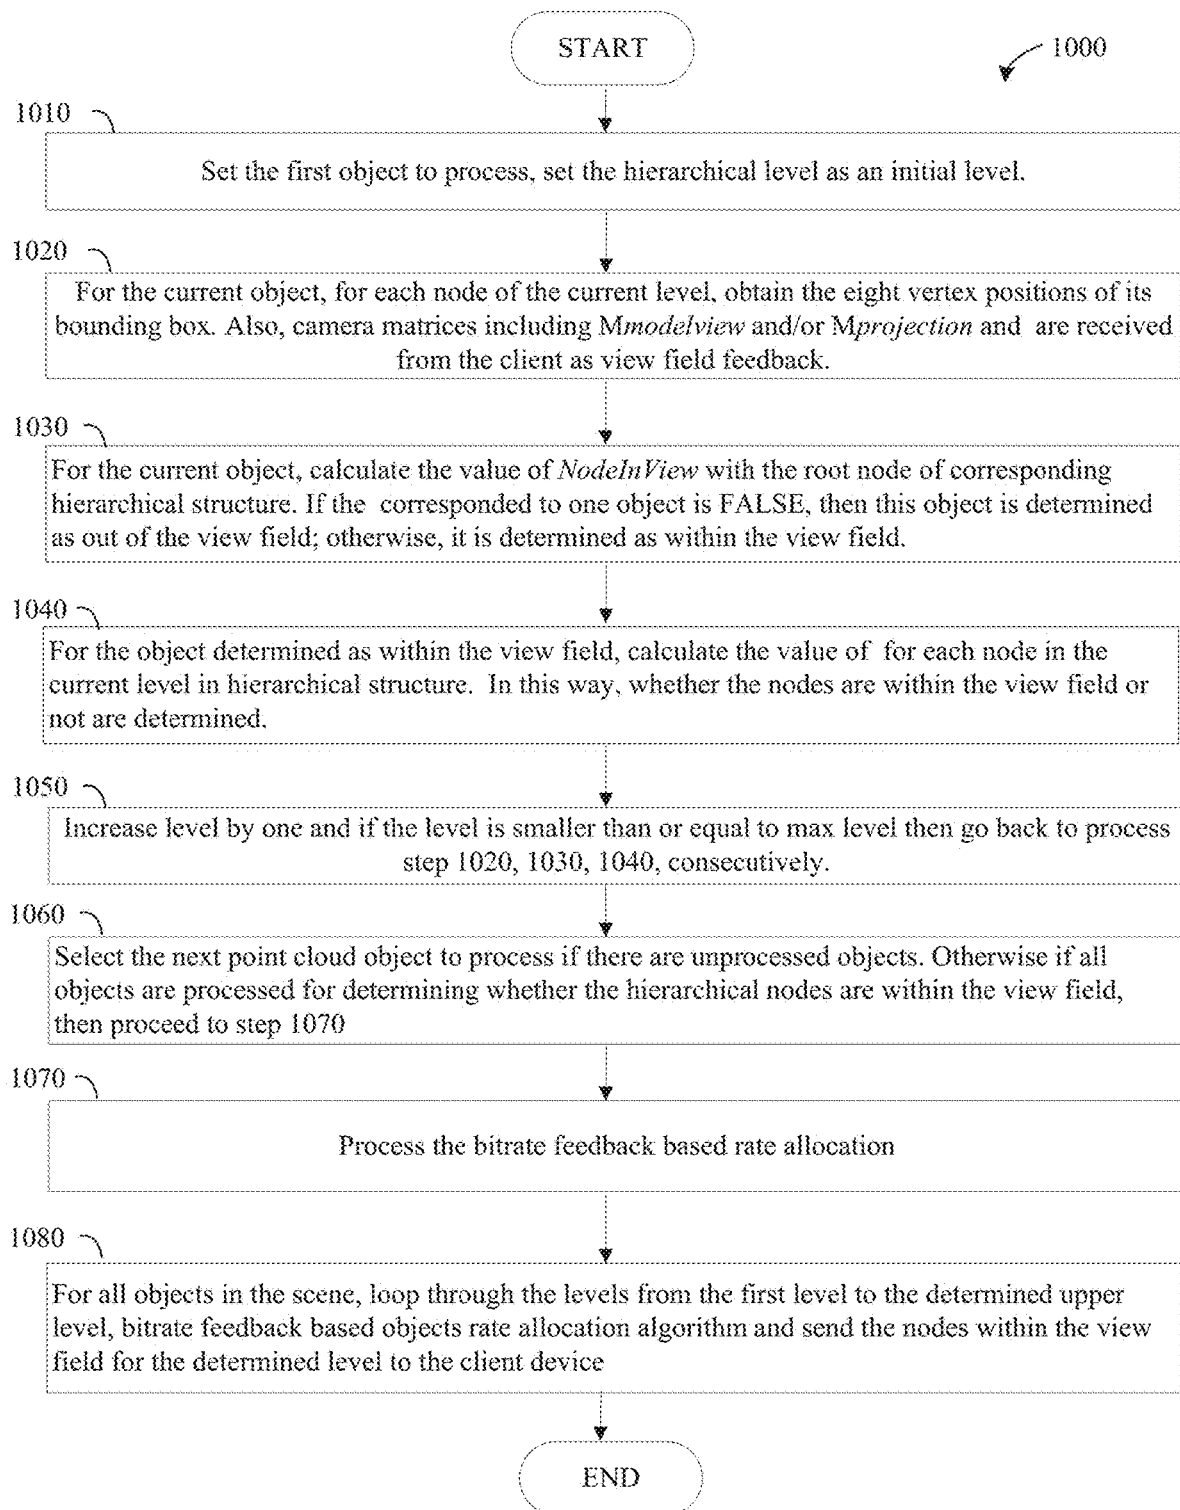 START
1000
1010
Set the first object to process, set the hierarchical level as an initial level.
1020
For the current object, for each node of the current level, obtain the eight vertex positions of its
bounding box. Also, camera matrices including Mmodelview and/or Mprojection and are received
from the client as view field feedback.
1030
For the current object, calculate the value of NodeInView with the root node of corresponding
hierarchical structure. If the corresponded to one object is FALSE, then this object is determined
as out of the view field; otherwise, it is determined as within the view field.
1040
For the object determined as within the view field, calculate the value of for each node in the
current level in hierarchical structure. In this way, whether the nodes are within the view field or
not are determined.
1050
Increase level by one and if the level is smaller than or equal to max level then go back to process
step 1020, 1030, 1040, consecutively.
1060
Select the next point cloud object to process if there are unprocessed objects. Otherwise if all
objects are processed for determining whether the hierarchical nodes are within the view field,
then proceed to step 1070
1070
Process the bitrate feedback based rate allocation
1080
For all objects in the scene, loop through the levels from the first level to the determined upper
level, bitrate feedback based objects rate allocation algorithm and send the nodes within the view
field for the determined level to the client device
END